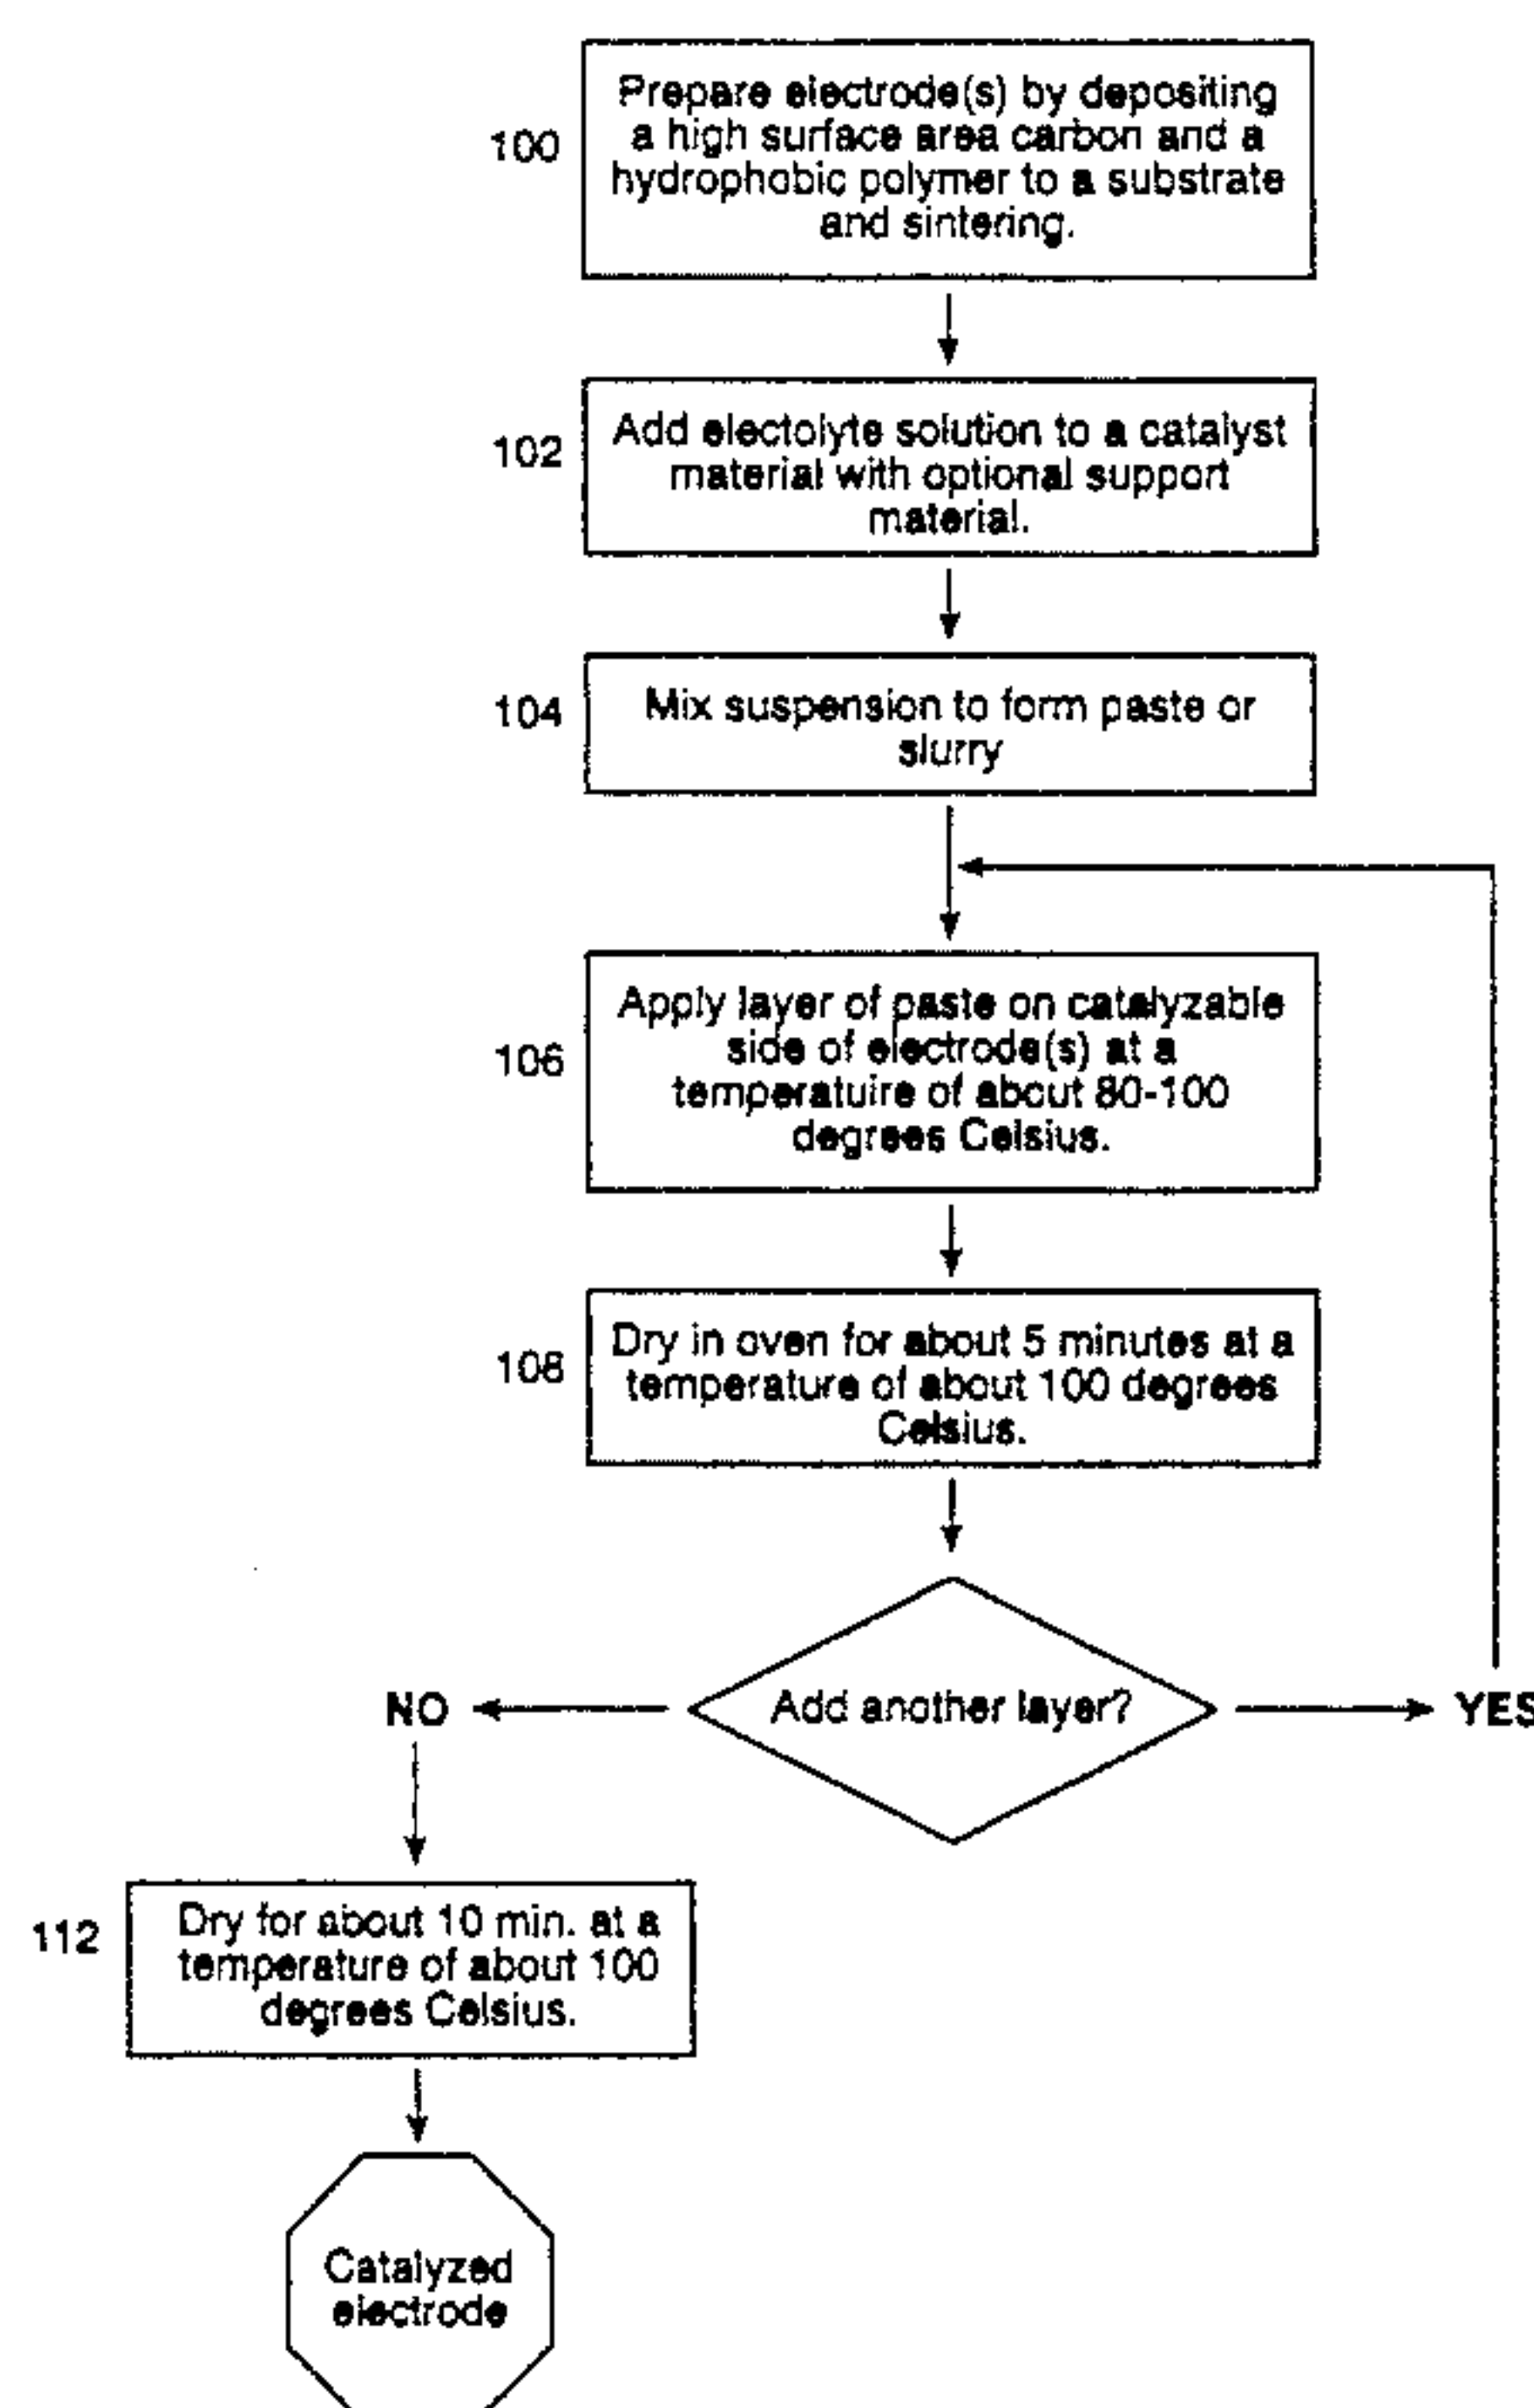 100
Prepare electrode(s) by depositing
a high surface area carbon and a
hydrophobic polymer to a substrate
and sintering.
102
Add electolyte solution to a catalyst
material with optional support
material.
104
Mix suspension to form paste or
slurry
106
Apply layer of paste on catalyzable
side of electrode(s) at a
temperatuire of about 80-100
degrees Celsius.
108
Dry in oven for about 5 minutes at a
temperature of about 100 degrees
Celsius.
NO
Add another layer?
YES
112
Dry for about 10 min. at a
temperature of about 100
degrees Celsius.
Catalyzed
electrode